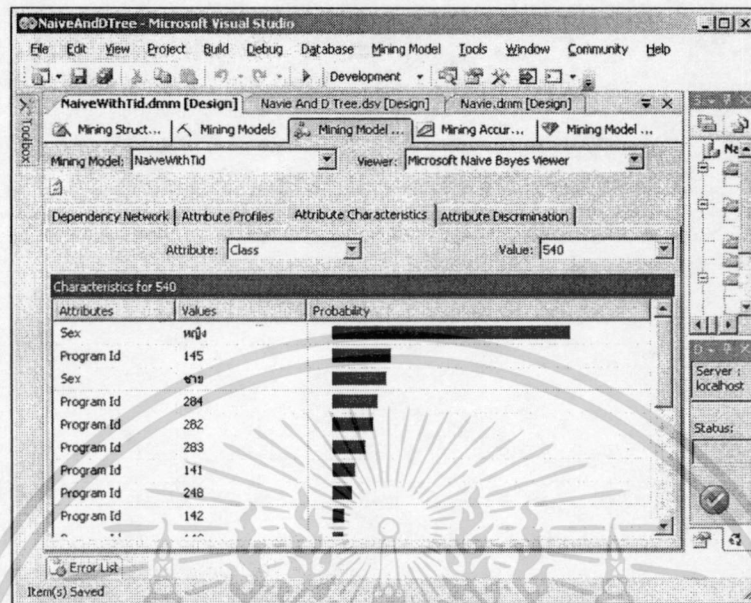 NaiveAndDTree - Microsoft Visual Studio
File Edit View Project Build Debug Database Mining Model Tools Window Community Help
Development
Toolbox
NaiveWithTid.dmm [Design] Navie And D Tree.dsv [Design] Navie.dmm [Design]
Mining Struct... Mining Models Mining Model ... Mining Accur... Mining Model ...
Mining Model: NaiveWithTid Viewer: Microsoft Naive Bayes Viewer
Dependency Network Attribute Profiles Attribute Characteristics Attribute Discrimination
Attribute: Class Value: 540
Characteristics for 540
Attributes Values Probability
Sex หญิง
Program Id 145
Sex ชาย
Program Id 284
Program Id 282
Program Id 283
Program Id 141
Program Id 248
Program Id 142
Server :
localhost
Status:
Error List
Item(s) Saved